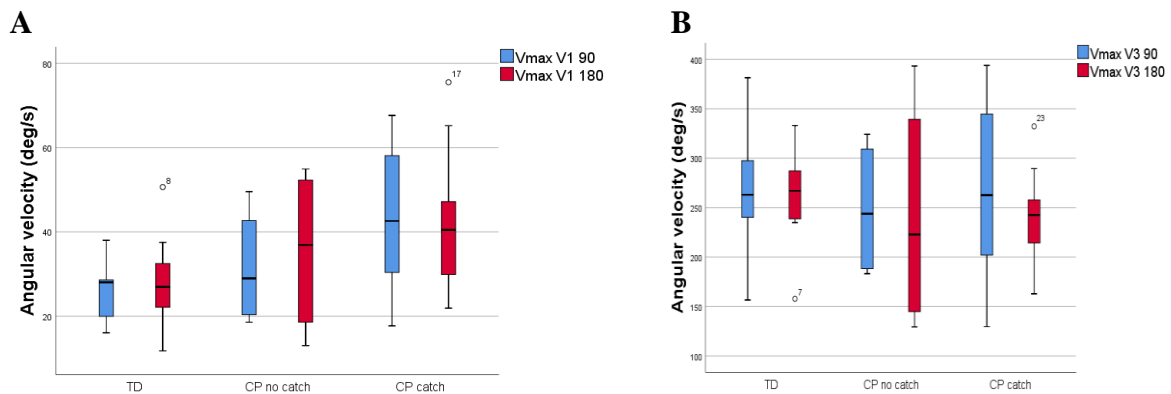 A
Vmax V1 90
Vmax V1 180
Angular velocity (deg/s)
80
60
40
20
8
17
TD
CP no catch
CP catch
B
Vmax V3 90
Vmax V3 180
Angular velocity (deg/s)
400
350
300
250
200
150
100
7
23
TD
CP no catch
CP catch